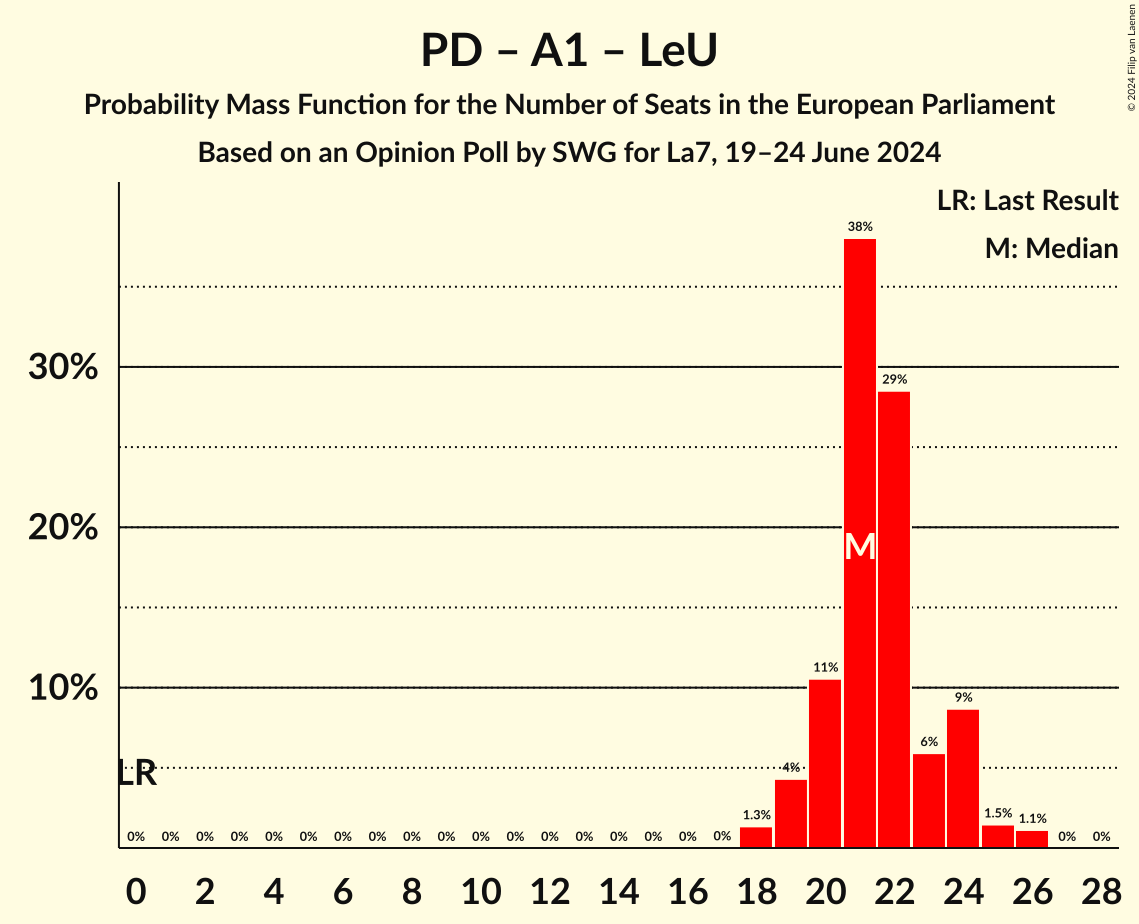 PD – A1 – LeU
Probability Mass Function for the Number of Seats in the European Parliament
Based on an Opinion Poll by SWG for La7, 19–24 June 2024
© 2024 Filip van Laenen
LR: Last Result
M: Median
38%
30%
29%
20%
M
11%
10%
9%
6%
LR
4%
1.3%
1.5%
1.1%
0% 0% 0% 0% 0% 0% 0% 0% 0% 0% 0% 0% 0% 0% 0% 0% 0% 0% 0% 0%
0 2 4 6 8 10 12 14 16 18 20 22 24 26 28